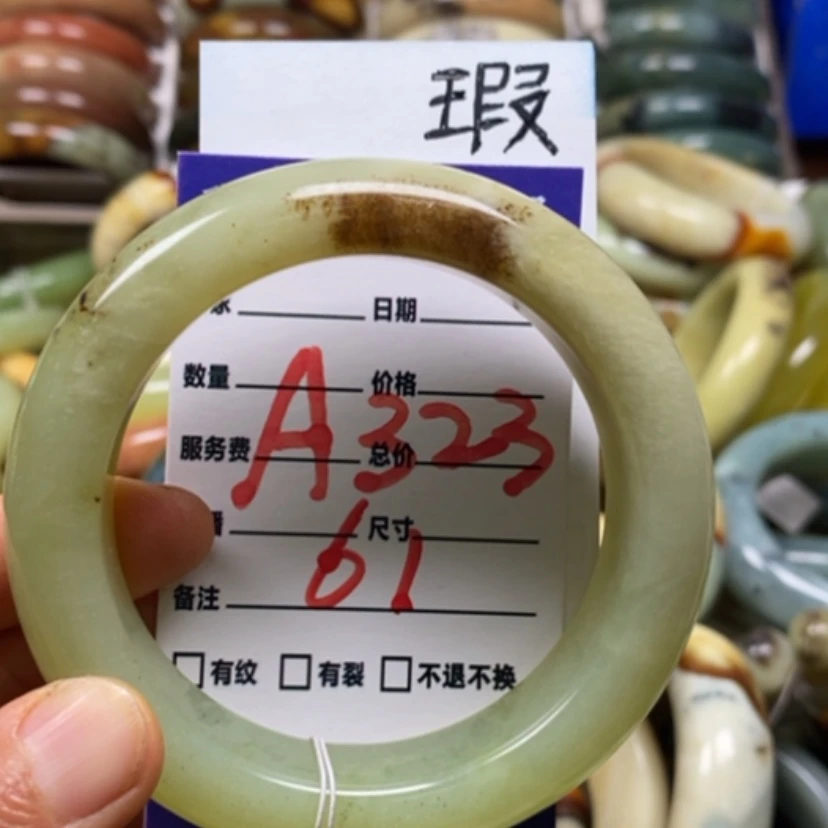 瑕
日期
数量 价格
A323
服务费 总价
尺寸
61
备注
□有纹 □有裂 □不退不换